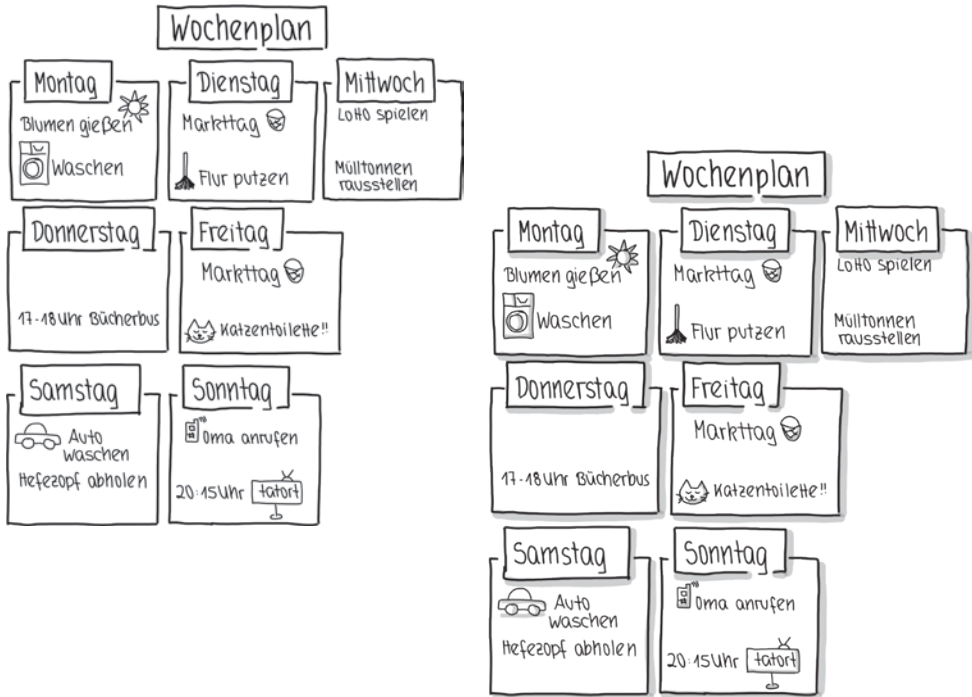 Wochenplan
Montag
Blumen gießen
Waschen
Dienstag
Markttag
Flur putzen
Mittwoch
Lotto spielen
Mülltonnen
rausstellen
Donnerstag
17-18 Uhr Bücherbus
Freitag
Markttag
Katzentoilette!!
Samstag
Auto
waschen
Hefezopf abholen
Sonntag
Oma anrufen
20:15 Uhr tatort
Wochenplan
Montag
Blumen gießen
Waschen
Dienstag
Markttag
Flur putzen
Mittwoch
Lotto spielen
Mülltonnen
rausstellen
Donnerstag
17-18 Uhr Bücherbus
Freitag
Markttag
Katzentoilette!!
Samstag
Auto
waschen
Hefezopf abholen
Sonntag
Oma anrufen
20:15 Uhr tatort